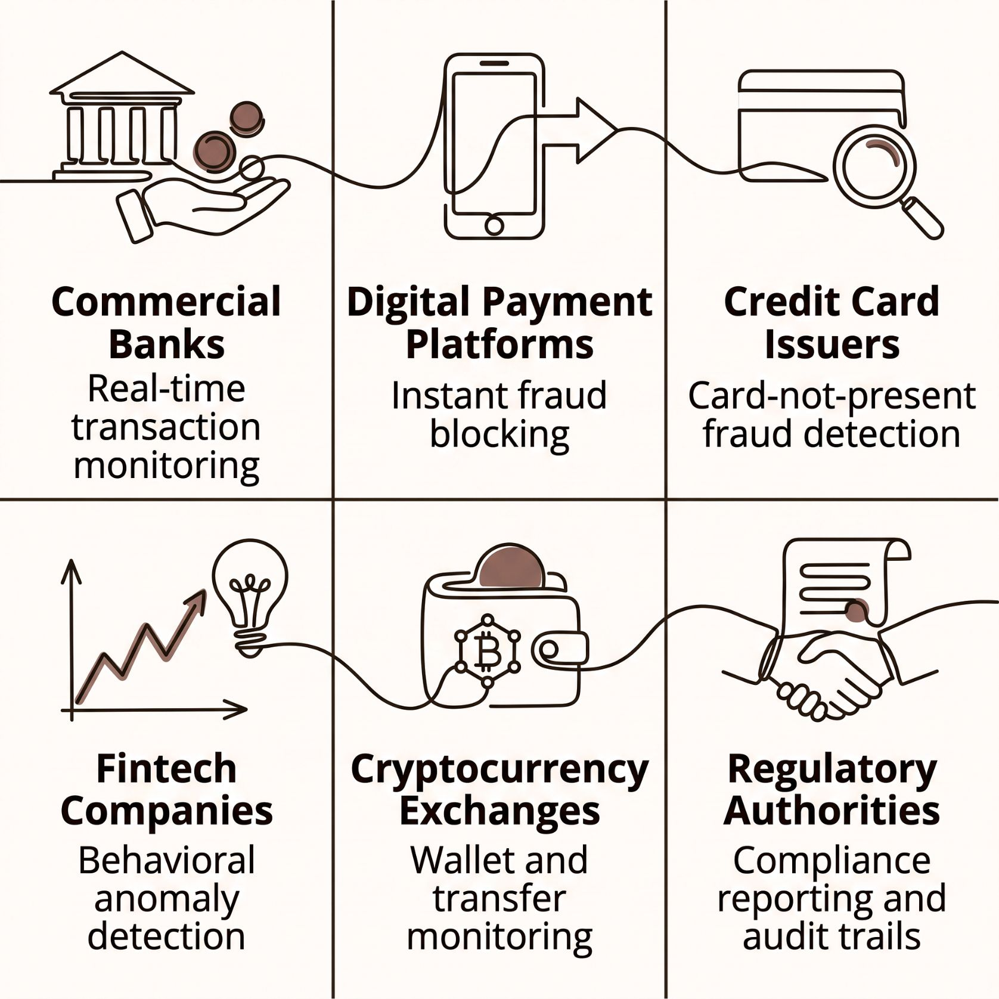 Commercial
Banks
Real-time
transaction
monitoring
Digital Payment
Platforms
Instant fraud
blocking
Credit Card
Issuers
Card-not-present
fraud detection
Fintech
Companies
Behavioral
anomaly
detection
Cryptocurrency
Exchanges
Wallet and
transfer
monitoring
Regulatory
Authorities
Compliance
reporting and
audit trails